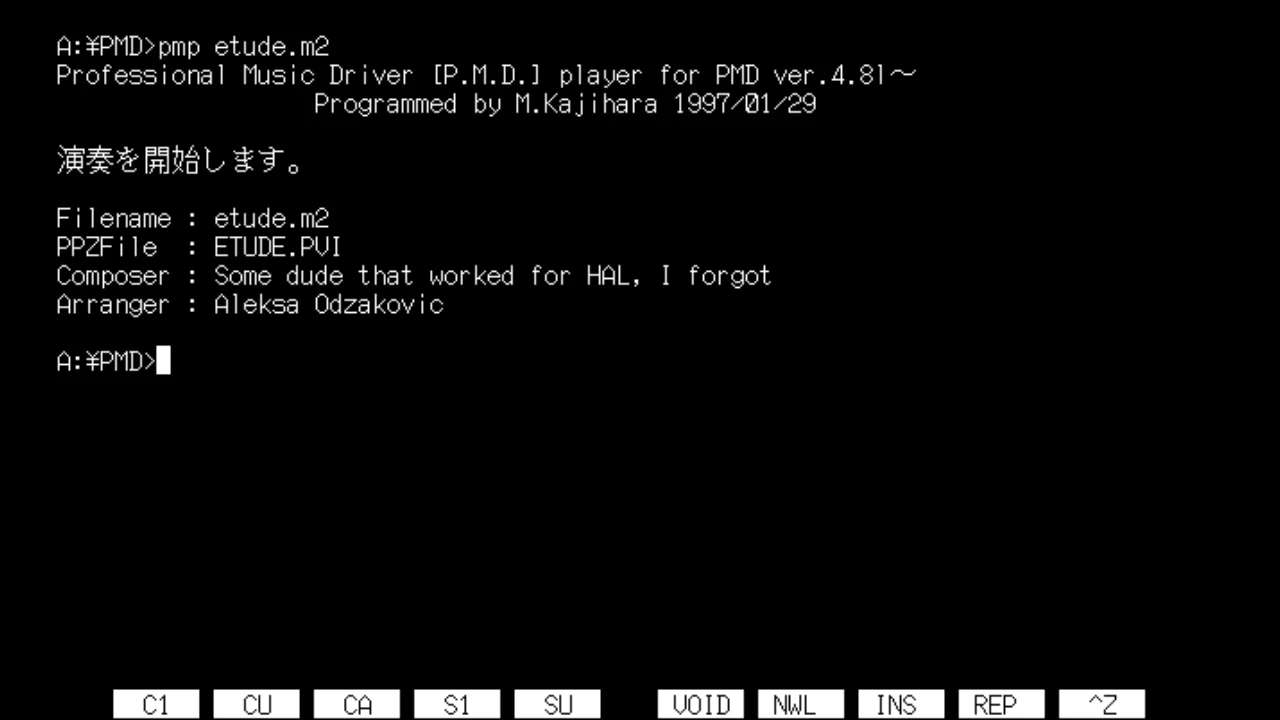 A:¥PMD>pmp etude.m2
Professional Music Driver [P.M.D.] player for PMD ver.4.8l～
Programmed by M.Kajihara 1997/01/29
演奏を開始します。
Filename : etude.m2
PPZFile  : ETUDE.PVI
Composer : Some dude that worked for HAL, I forgot
Arranger : Aleksa Odzakovic
A:¥PMD>
C1 CU CA S1 SU VOID NWL INS REP ^Z